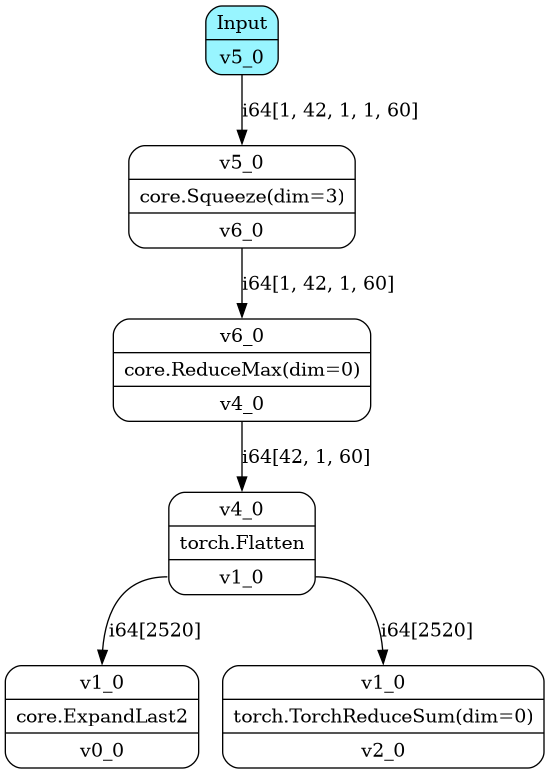 Input
v5_0
i64[1, 42, 1, 1, 60]
v5_0
core.Squeeze(dim=3)
v6_0
i64[1, 42, 1, 60]
v6_0
core.ReduceMax(dim=0)
v4_0
i64[42, 1, 60]
v4_0
torch.Flatten
v1_0
i64[2520]
i64[2520]
v1_0
core.ExpandLast2
v0_0
v1_0
torch.TorchReduceSum(dim=0)
v2_0